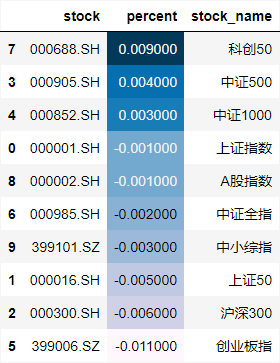 stock percent stock_name
7 000688.SH 0.009000 科创50
3 000905.SH 0.004000 中证500
4 000852.SH 0.003000 中证1000
0 000001.SH -0.001000 上证指数
8 000002.SH -0.001000 A股指数
6 000985.SH -0.002000 中证全指
9 399101.SZ -0.003000 中小综指
1 000016.SH -0.005000 上证50
2 000300.SH -0.006000 沪深300
5 399006.SZ -0.011000 创业板指